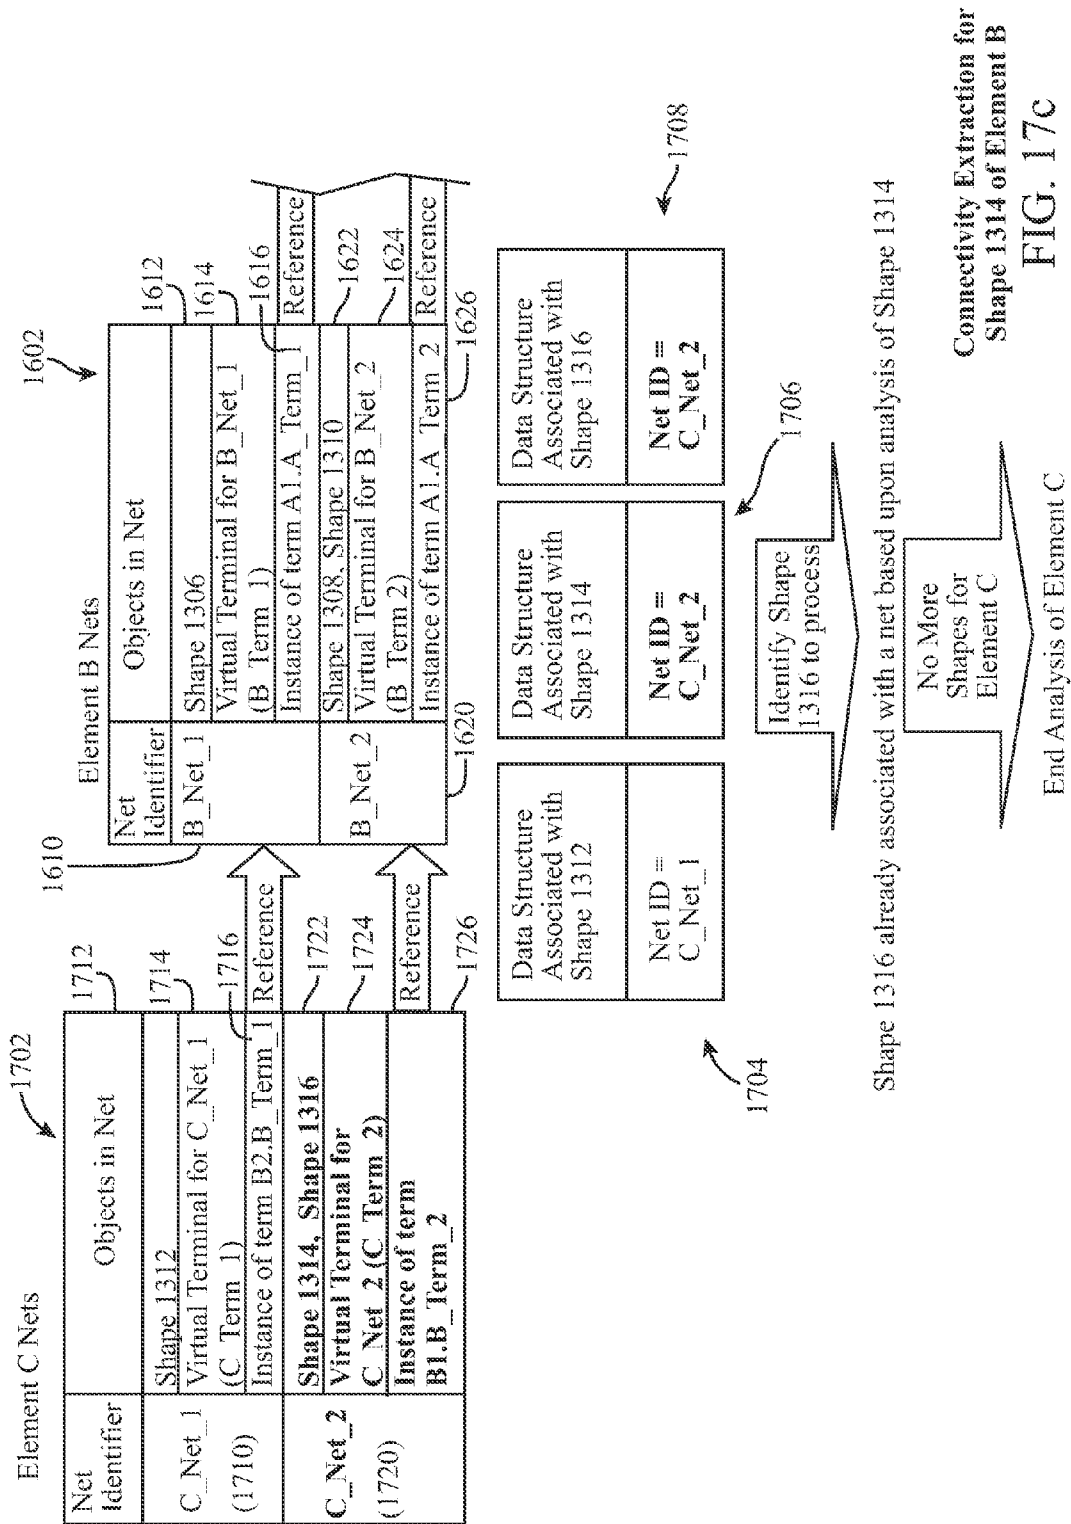 Element C Nets
1702
Net
Identifier
Objects in Net
C_Net_1
(1710)
Shape 1312
Virtual Terminal for C_Net_1
(C_Term_1)
Instance of term B2.B_Term_1
C_Net_2
(1720)
Shape 1314, Shape 1316
Virtual Terminal for
C_Net_2 (C_Term_2)
Instance of term
B1.B_Term_2
1712
1714
1716
Reference
1722
1724
Reference
1726
Element B Nets
1602
1610
Net
Identifier
Objects in Net
B_Net_1
Shape 1306
Virtual Terminal for B_Net_1
(B_Term_1)
Instance of term A1.A_Term_1
B_Net_2
Shape 1308, Shape 1310
Virtual Terminal for B_Net_2
(B_Term 2)
Instance of term A1.A_Term_2
1620
1612
1614
1616
Reference
1622
1624
Reference
1626
Data Structure
Associated with
Shape 1312
Net ID =
C_Net_1
1704
Data Structure
Associated with
Shape 1314
Net ID =
C_Net_2
1706
Data Structure
Associated with
Shape 1316
Net ID =
C_Net_2
1708
Identify Shape
1316 to process
Shape 1316 already associated with a net based upon analysis of Shape 1314
No More
Shapes for
Element C
End Analysis of Element C
Connectivity Extraction for
Shape 1314 of Element B
FIG. 17c